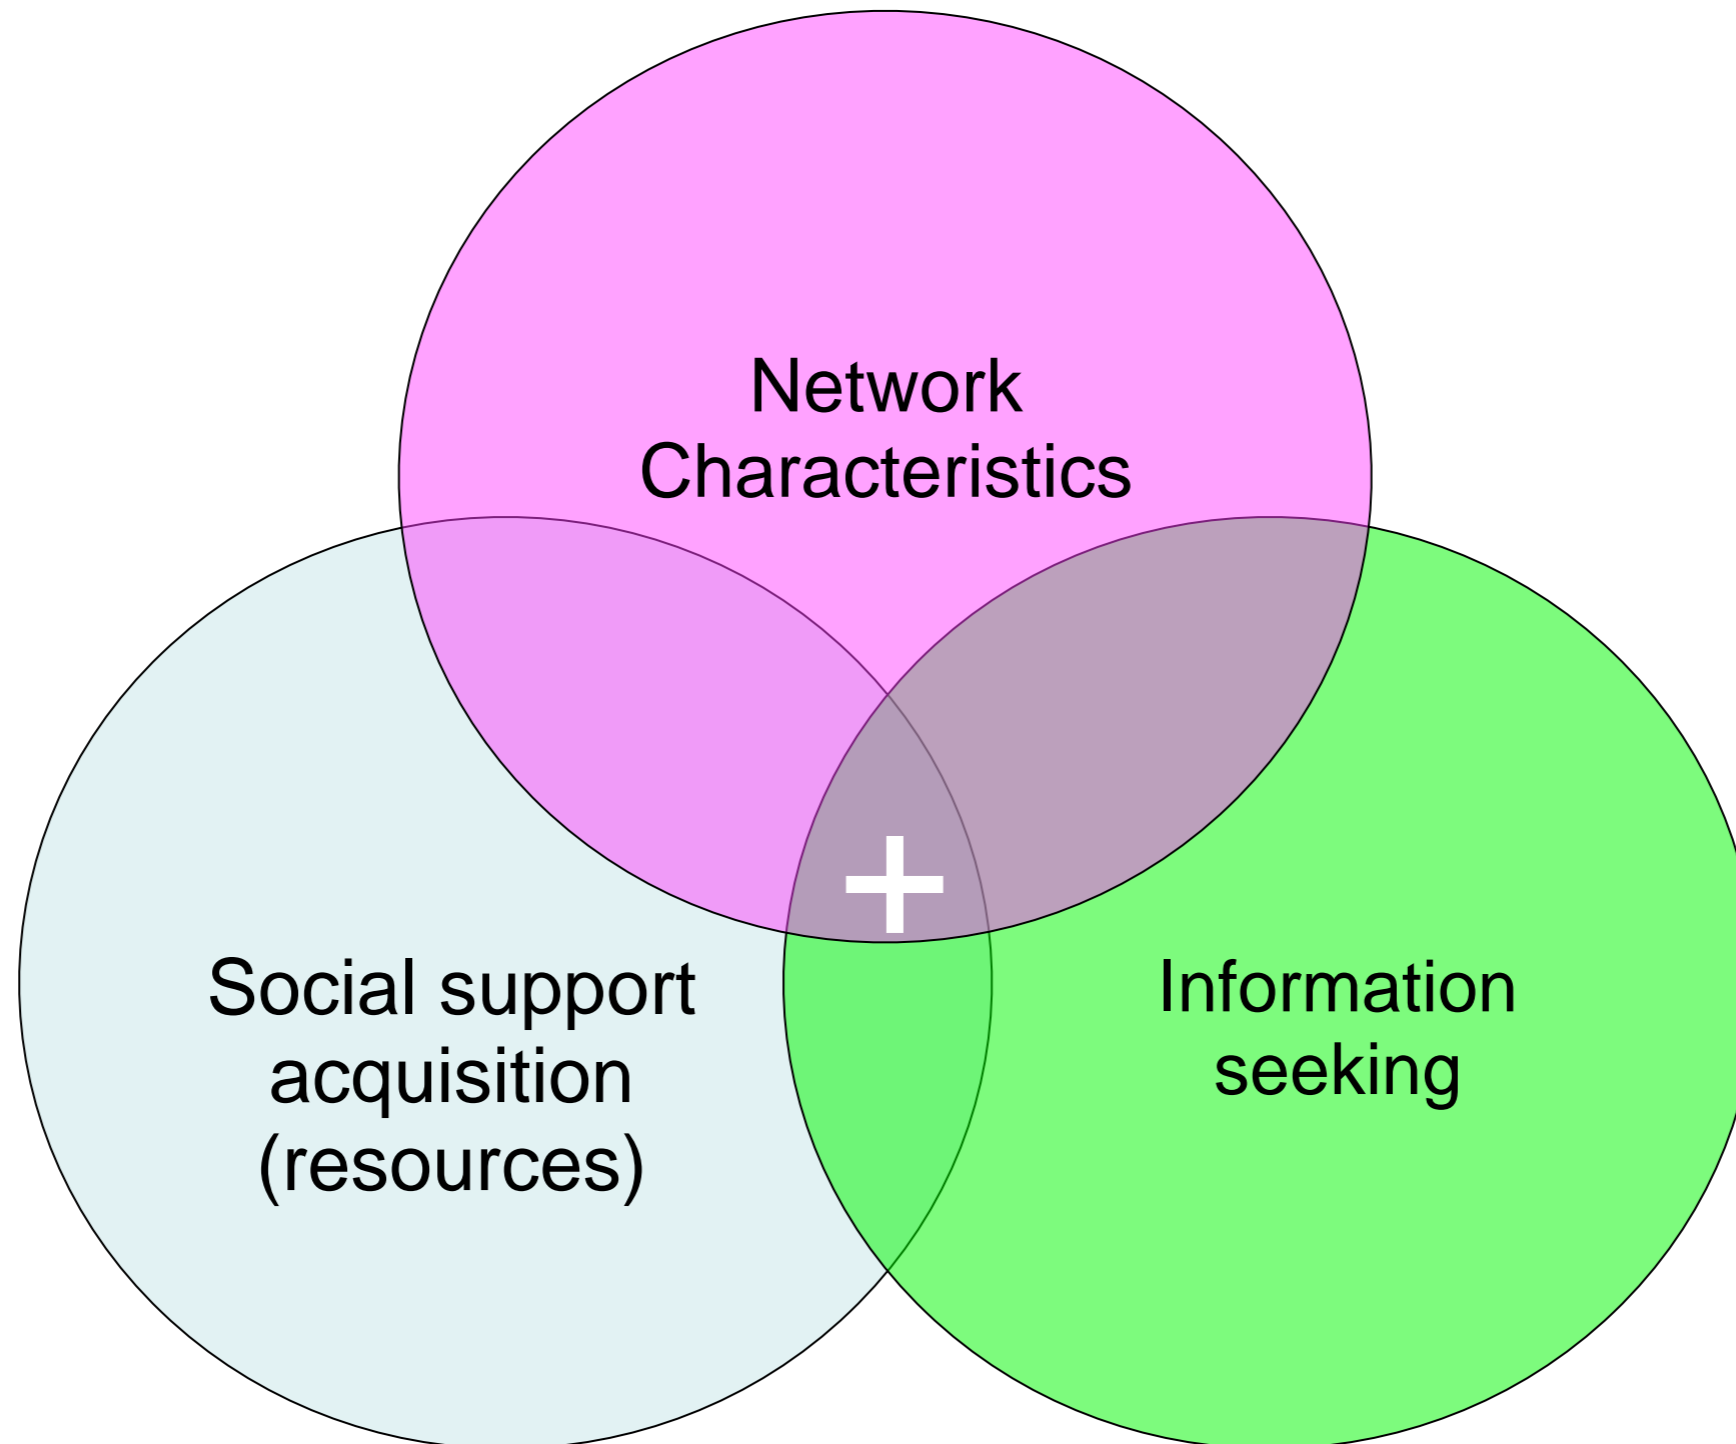 Network
Characteristics
+
Social support
acquisition
(resources)
Information
seeking